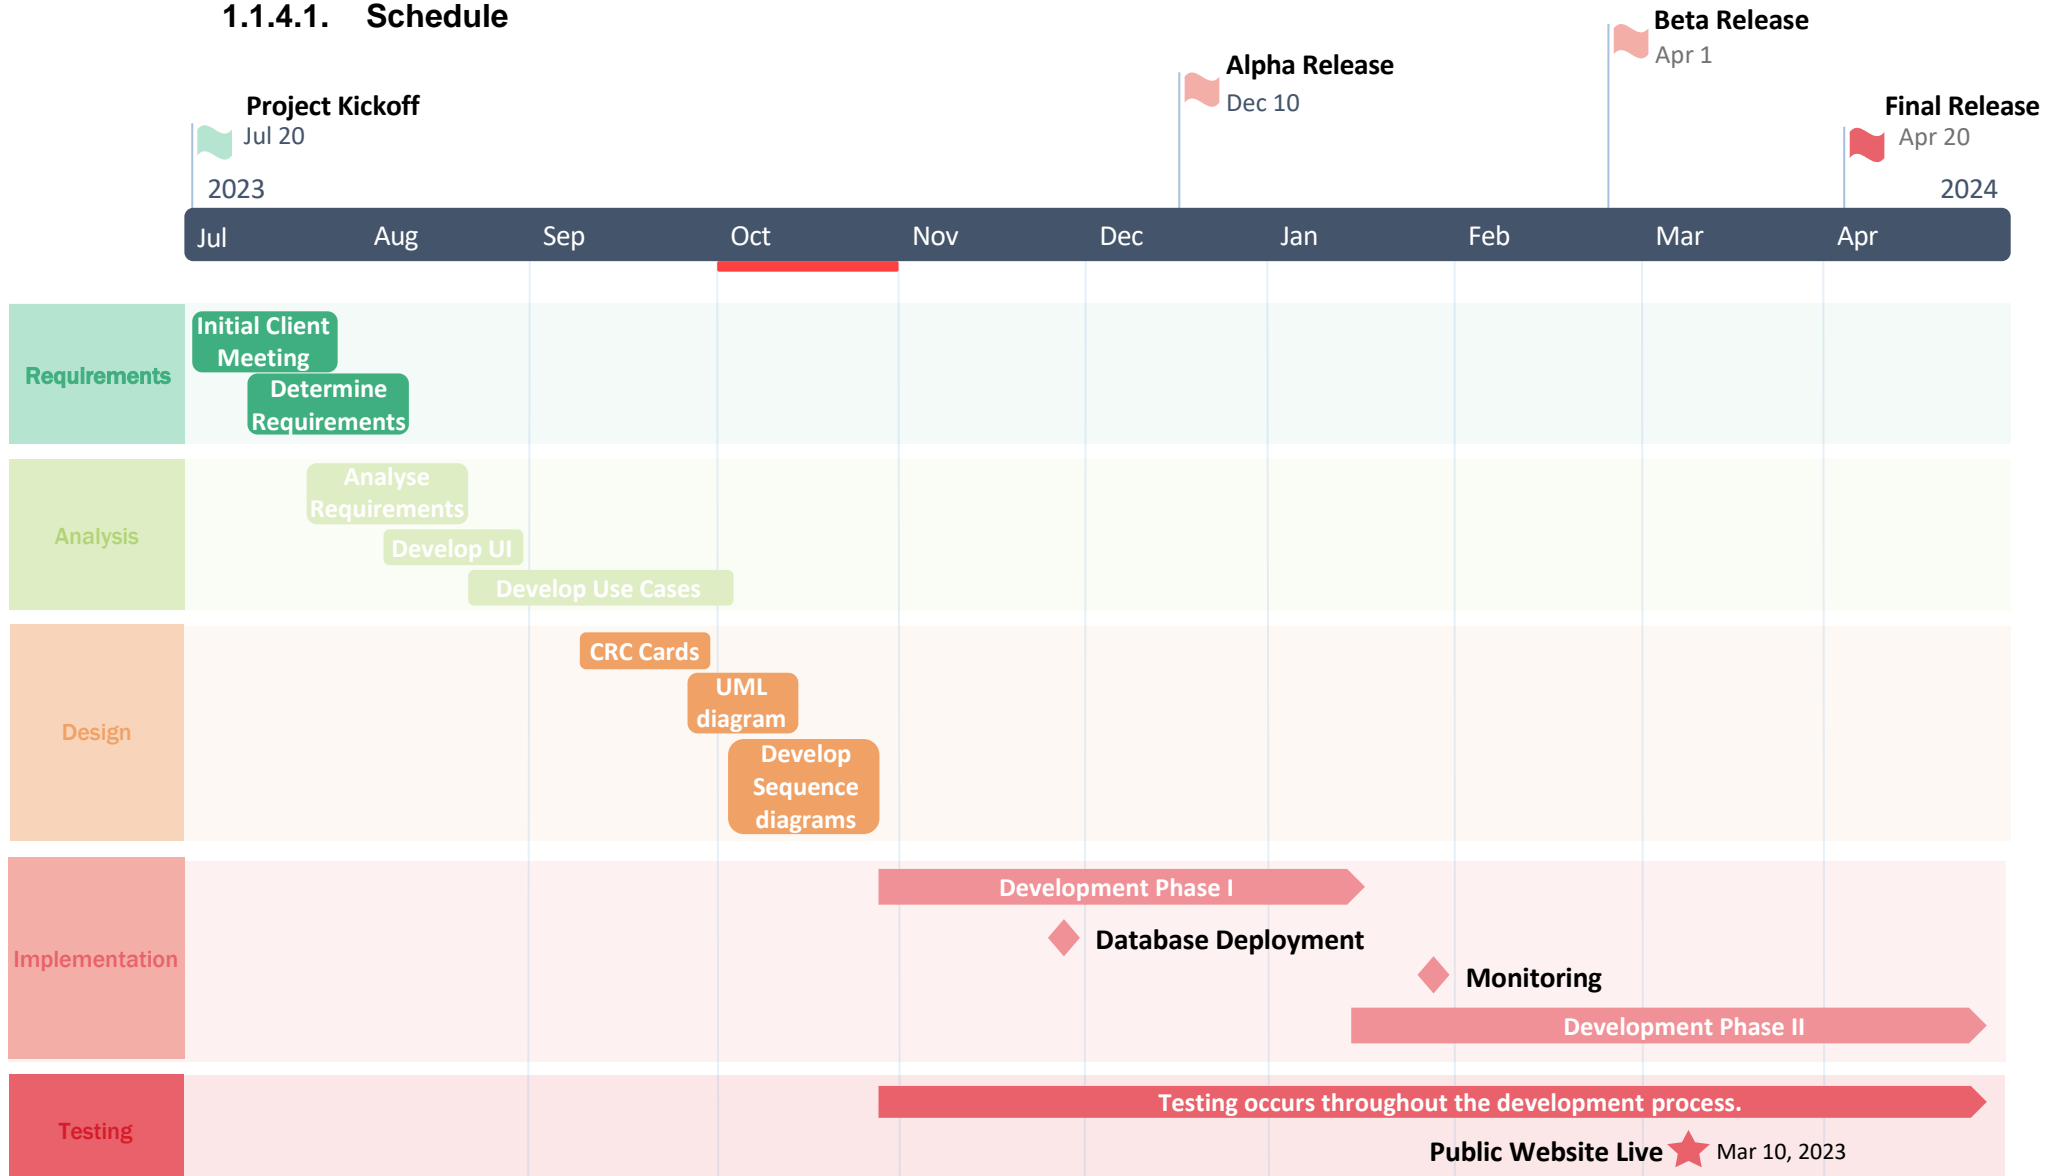 1.1.4.1. Schedule
Beta Release
Apr 1
Alpha Release
Dec 10
Project Kickoff
Jul 20
Final Release
Apr 20
2023
2024
Jul Aug Sep Oct Nov Dec Jan Feb Mar Apr
Requirements
Initial Client
Meeting
Determine
Requirements
Analysis
Analyse
Requirements
Develop UI
Develop Use Cases
Design
CRC Cards
UML
diagram
Develop
Sequence
diagrams
Implementation
Development Phase I
Database Deployment
Monitoring
Development Phase II
Testing
Testing occurs throughout the development process.
Public Website Live
Mar 10, 2023